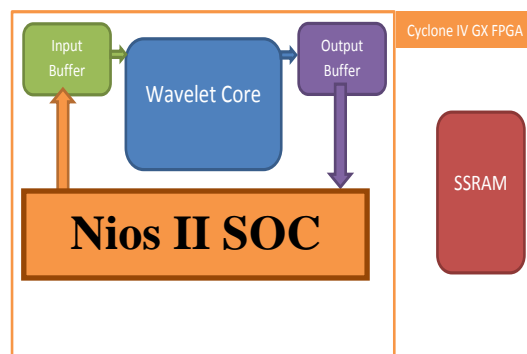 Input
Buffer
Wavelet Core
Output
Buffer
Cyclone IV GX FPGA
SSRAM
Nios II SOC